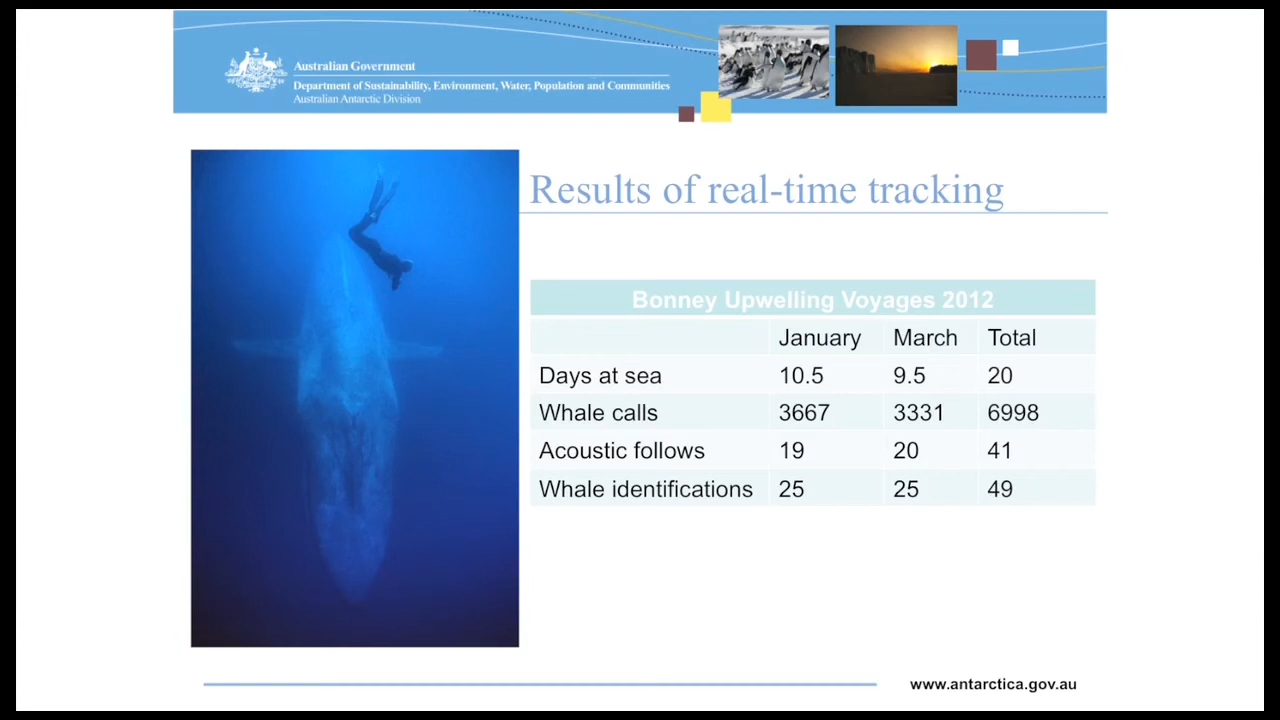 Australian Government
Department of Sustainability, Environment, Water, Population and Communities
Australian Antarctic Division
Results of real-time tracking
Bonney Upwelling Voyages 2012
January March Total
Days at sea 10.5 9.5 20
Whale calls 3667 3331 6998
Acoustic follows 19 20 41
Whale identifications 25 25 49
www.antarctica.gov.au